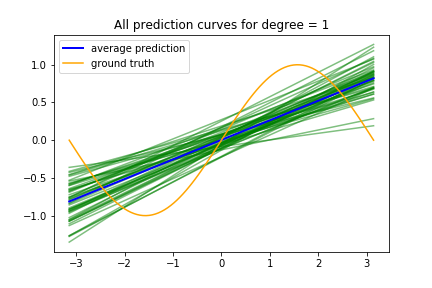 All prediction curves for degree = 1
average prediction
ground truth
1.0
0.5
0.0
−0.5
−1.0
−3 −2 −1 0 1 2 3